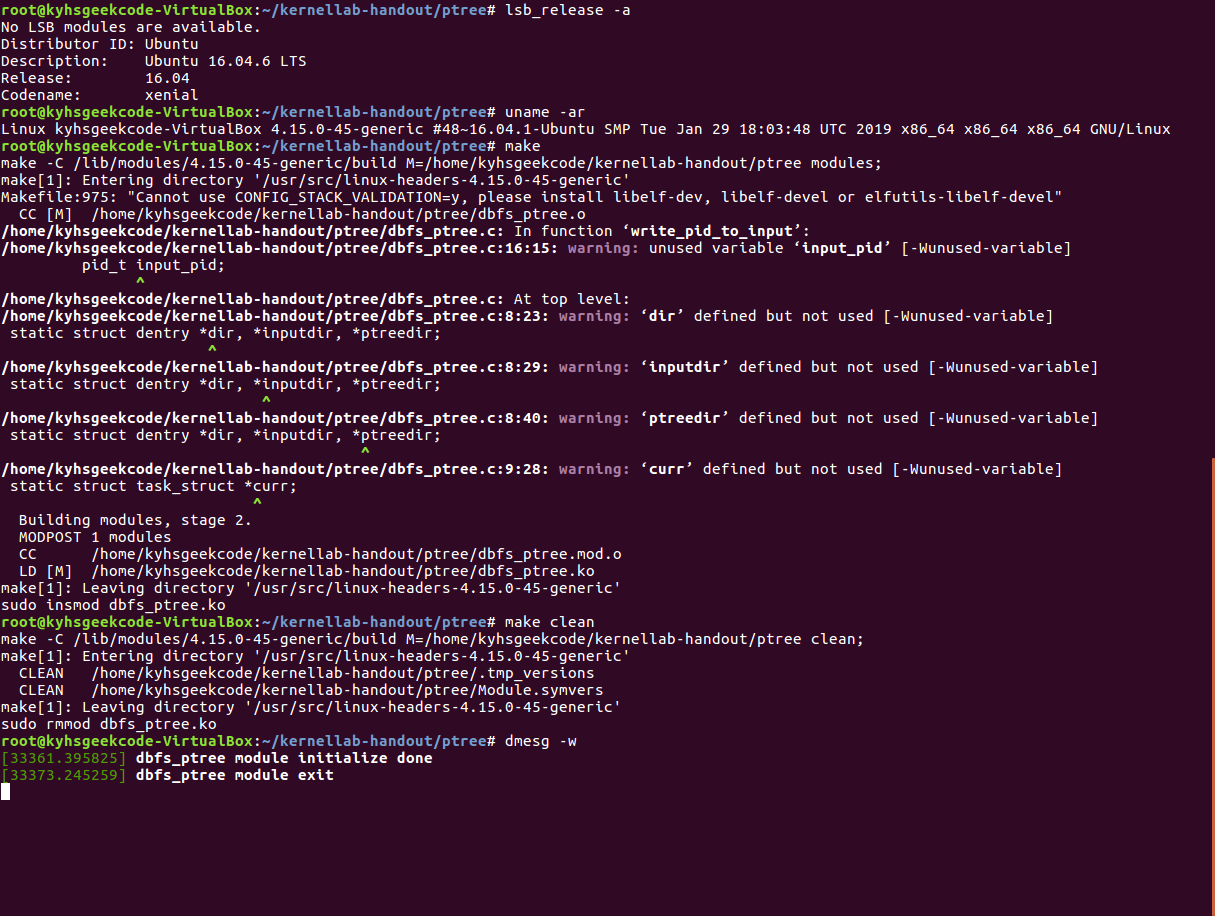 root@kyhsgeekcode-VirtualBox:~/kernellab-handout/ptree# lsb_release -a
No LSB modules are available.
Distributor ID: Ubuntu
Description:    Ubuntu 16.04.6 LTS
Release:        16.04
Codename:       xenial
root@kyhsgeekcode-VirtualBox:~/kernellab-handout/ptree# uname -ar
Linux kyhsgeekcode-VirtualBox 4.15.0-45-generic #48~16.04.1-Ubuntu SMP Tue Jan 29 18:03:48 UTC 2019 x86_64 x86_64 x86_64 GNU/Linux
root@kyhsgeekcode-VirtualBox:~/kernellab-handout/ptree# make
make -C /lib/modules/4.15.0-45-generic/build M=/home/kyhsgeekcode/kernellab-handout/ptree modules;
make[1]: Entering directory '/usr/src/linux-headers-4.15.0-45-generic'
Makefile:975: "Cannot use CONFIG_STACK_VALIDATION=y, please install libelf-dev, libelf-devel or elfutils-libelf-devel"
  CC [M]  /home/kyhsgeekcode/kernellab-handout/ptree/dbfs_ptree.o
/home/kyhsgeekcode/kernellab-handout/ptree/dbfs_ptree.c: In function ‘write_pid_to_input’:
/home/kyhsgeekcode/kernellab-handout/ptree/dbfs_ptree.c:16:15: warning: unused variable ‘input_pid’ [-Wunused-variable]
         pid_t input_pid;
               ^
/home/kyhsgeekcode/kernellab-handout/ptree/dbfs_ptree.c: At top level:
/home/kyhsgeekcode/kernellab-handout/ptree/dbfs_ptree.c:8:23: warning: ‘dir’ defined but not used [-Wunused-variable]
 static struct dentry *dir, *inputdir, *ptreedir;
                       ^
/home/kyhsgeekcode/kernellab-handout/ptree/dbfs_ptree.c:8:29: warning: ‘inputdir’ defined but not used [-Wunused-variable]
 static struct dentry *dir, *inputdir, *ptreedir;
                             ^
/home/kyhsgeekcode/kernellab-handout/ptree/dbfs_ptree.c:8:40: warning: ‘ptreedir’ defined but not used [-Wunused-variable]
 static struct dentry *dir, *inputdir, *ptreedir;
                                        ^
/home/kyhsgeekcode/kernellab-handout/ptree/dbfs_ptree.c:9:28: warning: ‘curr’ defined but not used [-Wunused-variable]
 static struct task_struct *curr;
                            ^
  Building modules, stage 2.
  MODPOST 1 modules
  CC      /home/kyhsgeekcode/kernellab-handout/ptree/dbfs_ptree.mod.o
  LD [M]  /home/kyhsgeekcode/kernellab-handout/ptree/dbfs_ptree.ko
make[1]: Leaving directory '/usr/src/linux-headers-4.15.0-45-generic'
sudo insmod dbfs_ptree.ko
root@kyhsgeekcode-VirtualBox:~/kernellab-handout/ptree# make clean
make -C /lib/modules/4.15.0-45-generic/build M=/home/kyhsgeekcode/kernellab-handout/ptree clean;
make[1]: Entering directory '/usr/src/linux-headers-4.15.0-45-generic'
  CLEAN   /home/kyhsgeekcode/kernellab-handout/ptree/.tmp_versions
  CLEAN   /home/kyhsgeekcode/kernellab-handout/ptree/Module.symvers
make[1]: Leaving directory '/usr/src/linux-headers-4.15.0-45-generic'
sudo rmmod dbfs_ptree.ko
root@kyhsgeekcode-VirtualBox:~/kernellab-handout/ptree# dmesg -w
[33361.395825] dbfs_ptree module initialize done
[33373.245259] dbfs_ptree module exit